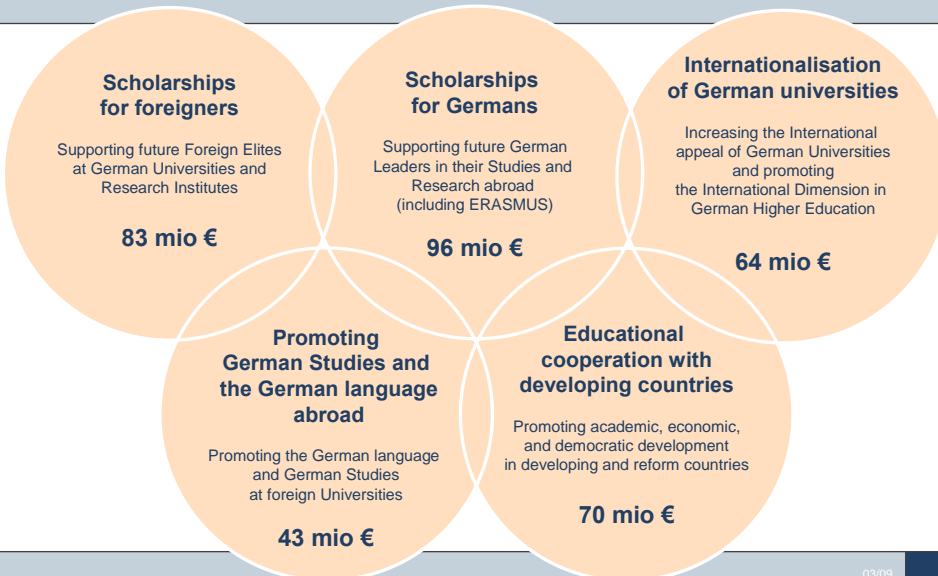 Scholarships
for foreigners
Supporting future Foreign Elites
at German Universities and
Research Institutes
83 mio €
Scholarships
for Germans
Supporting future German
Leaders in their Studies and
Research abroad
(including ERASMUS)
96 mio €
Internationalisation
of German universities
Increasing the International
appeal of German Universities
and promoting
the International Dimension in
German Higher Education
64 mio €
Promoting
German Studies and
the German language
abroad
Promoting the German language
and German Studies
at foreign Universities
43 mio €
Educational
cooperation with
developing countries
Promoting academic, economic,
and democratic development
in developing and reform countries
70 mio €
03/09